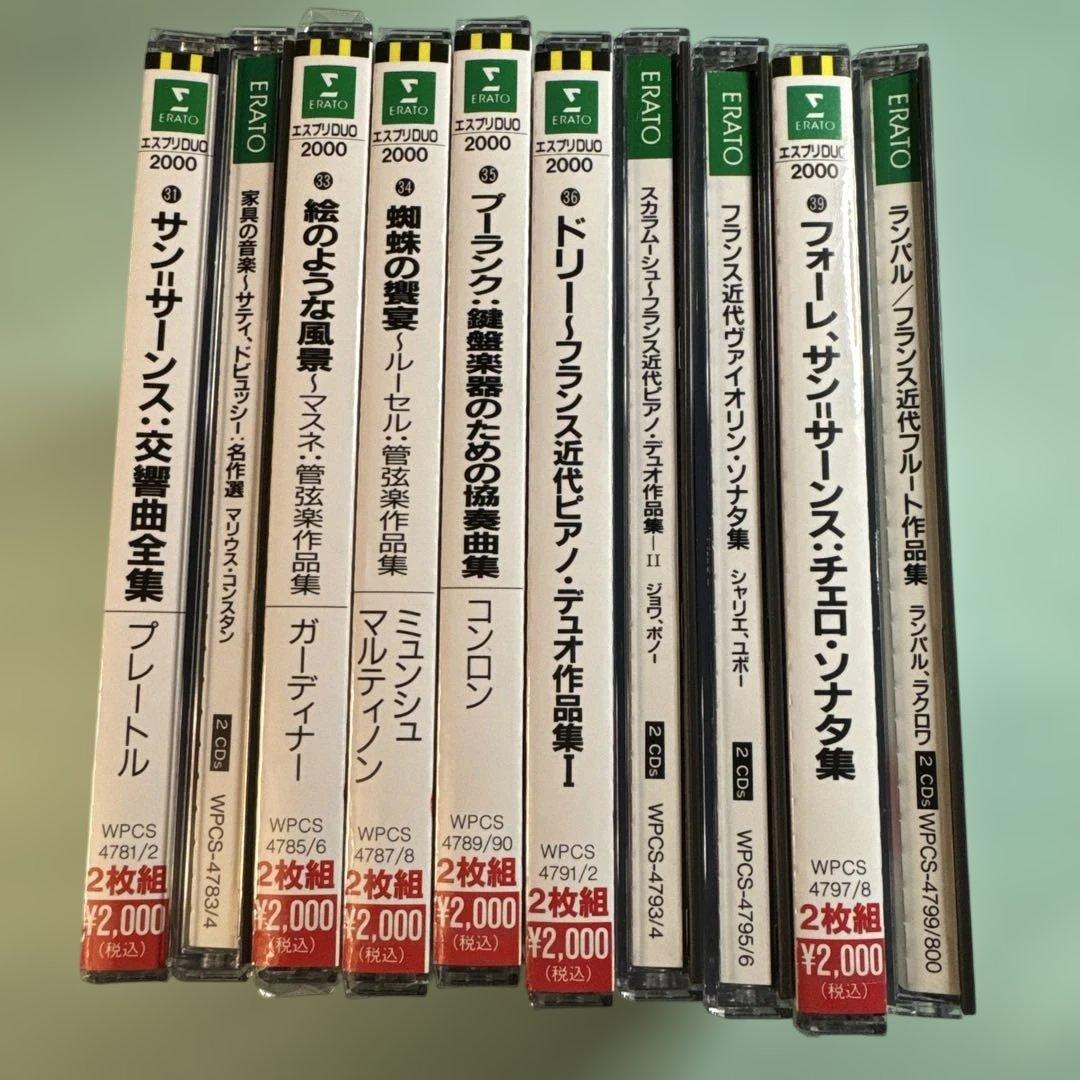 ERATO
エスプリDUO
2000
31
サン=サーンス:交響曲全集
プレートル
WPCS
4781/2
2枚組
¥2,000
(税込)
ERATO
家具の音楽～サティ、ドビュッシー:名作選 マリウス・コンスタン
2 CDs
WPCS-4783/4
ERATO
エスプリDUO
2000
33
絵のような風景～マスネ:管弦楽作品集
ガーディナー
WPCS
4785/6
2枚組
¥2,000
(税込)
ERATO
エスプリDUO
2000
34
蜘蛛の饗宴～ルーセル:管弦楽作品集
ミュンシュ
マルティノン
WPCS
4787/8
2枚組
¥2,000
(税込)
ERATO
エスプリDUO
2000
35
プーランク:鍵盤楽器のための協奏曲集
コンロン
WPCS
4789/90
2枚組
¥2,000
(税込)
ERATO
エスプリDUO
2000
36
ドリー～フランス近代ピアノ・デュオ作品集-I
WPCS
4791/2
2枚組
¥2,000
(税込)
ERATO
スカラムーシュ～フランス近代ピアノ・デュオ作品集-II ジョワ、ボノー
2 CDs
WPCS-4793/4
ERATO
フランス近代ヴァイオリン・ソナタ集 シャリエ、ユボー
2 CDs
WPCS-4795/6
ERATO
エスプリDUO
2000
39
フォーレ、サン=サーンス:チェロ・ソナタ集
WPCS
4797/8
2枚組
¥2,000
(税込)
ERATO
ランパル/フランス近代フルート作品集 ランパル、ラクロワ
2 CDs
WPCS-4799/800